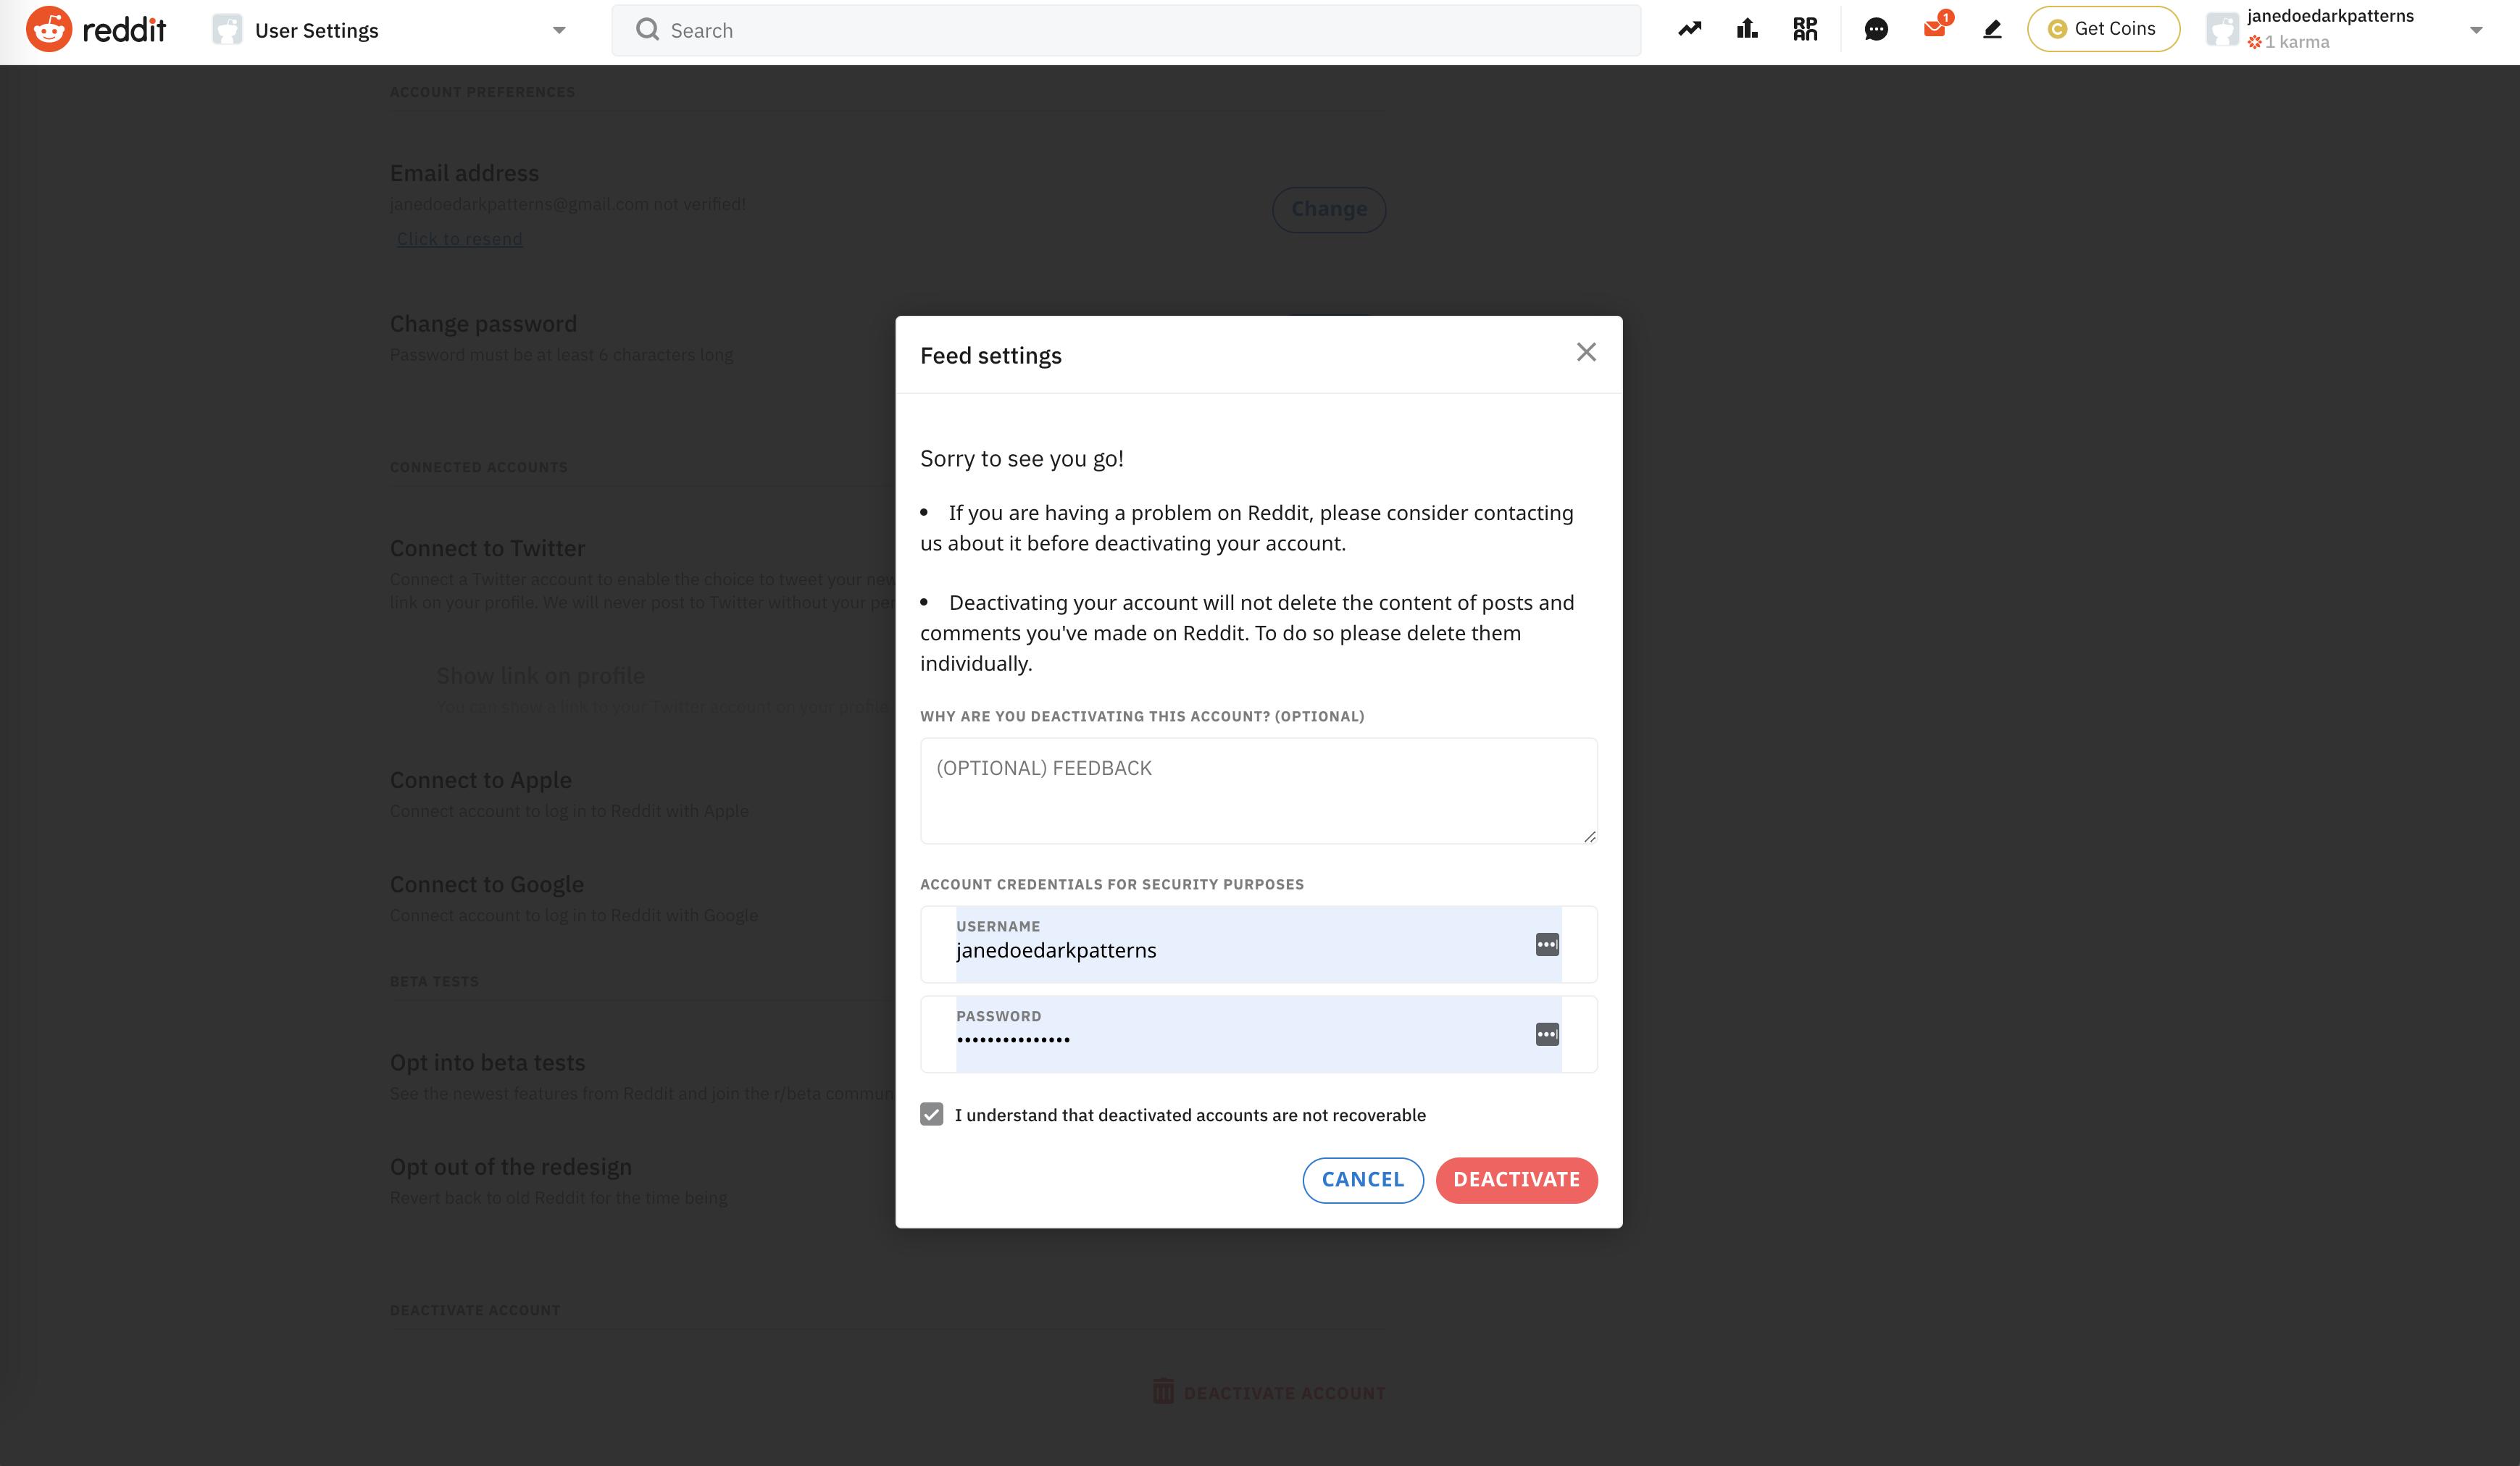 reddit
User Settings
Search
RPAN
1
Get Coins
janedoedarkpatterns
1 karma
ACCOUNT PREFERENCES
Email address
janedoedarkpatterns@gmail.com not verified!
Click to resend
Change
Change password
Password must be at least 6 characters long
CONNECTED ACCOUNTS
Connect to Twitter
Connect a Twitter account to enable the choice to tweet your new
link on your profile. We will never post to Twitter without your per
Show link on profile
You can show a link to your Twitter account on your profile
Connect to Apple
Connect account to log in to Reddit with Apple
Connect to Google
Connect account to log in to Reddit with Google
BETA TESTS
Opt into beta tests
See the newest features from Reddit and join the r/beta commun
Opt out of the redesign
Revert back to old Reddit for the time being
DEACTIVATE ACCOUNT
DEACTIVATE ACCOUNT
Feed settings
Sorry to see you go!
• If you are having a problem on Reddit, please consider contacting
us about it before deactivating your account.
• Deactivating your account will not delete the content of posts and
comments you've made on Reddit. To do so please delete them
individually.
WHY ARE YOU DEACTIVATING THIS ACCOUNT? (OPTIONAL)
(OPTIONAL) FEEDBACK
ACCOUNT CREDENTIALS FOR SECURITY PURPOSES
USERNAME
janedoedarkpatterns
PASSWORD
•••••••••••••••
I understand that deactivated accounts are not recoverable
CANCEL
DEACTIVATE